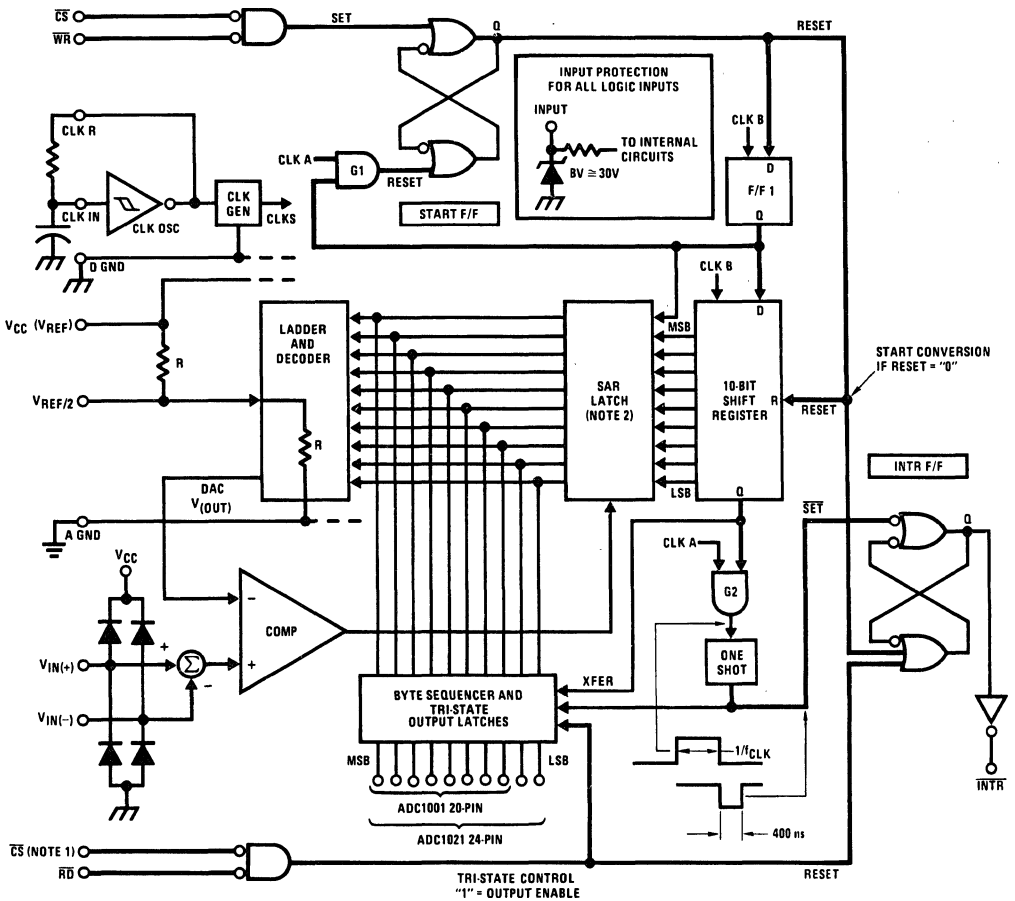 CS
WR
SET
Q
RESET
INPUT PROTECTION
FOR ALL LOGIC INPUTS
INPUT
TO INTERNAL
CIRCUITS
BV ≅ 30V
CLK R
CLK IN
CLK OSC
CLK
GEN
CLKS
D GND
CLK A
G1
RESET
START F/F
CLK B
D
F/F 1
Q
CLK B
D
VCC (VREF)
R
VREF/2
LADDER
AND
DECODER
R
MSB
SAR
LATCH
(NOTE 2)
LSB
10-BIT
SHIFT
REGISTER
R
RESET
Q
START CONVERSION
IF RESET = "0"
INTR F/F
DAC
V(OUT)
A GND
SET
Q
CLK A
G2
ONE
SHOT
VCC
VIN(+)
VIN(−)
+
Σ
−
−
+
COMP
XFER
BYTE SEQUENCER AND
TRI-STATE
OUTPUT LATCHES
MSB
LSB
ADC1001 20-PIN
ADC1021 24-PIN
1/fCLK
400 ns
INTR
CS (NOTE 1)
RD
TRI-STATE CONTROL
"1" = OUTPUT ENABLE
RESET